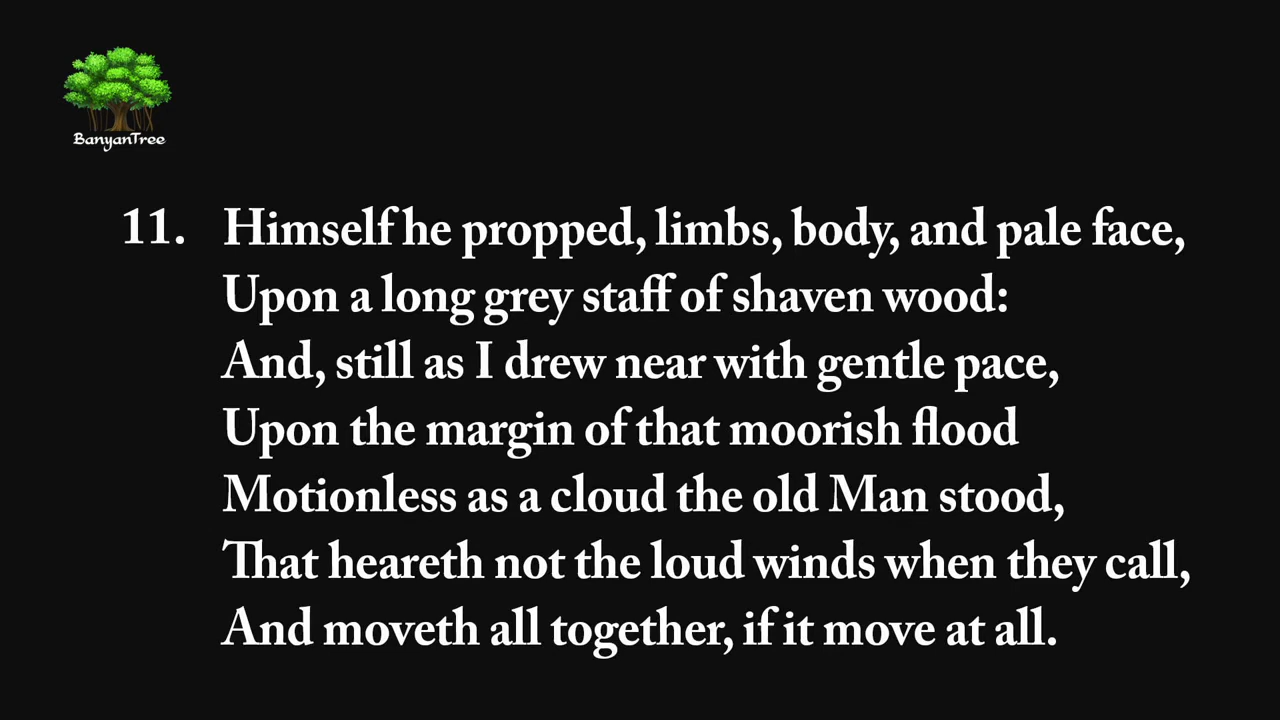 BanyanTree
11. Himself he propped, limbs, body, and pale face,
Upon a long grey staff of shaven wood:
And, still as I drew near with gentle pace,
Upon the margin of that moorish flood
Motionless as a cloud the old Man stood,
That heareth not the loud winds when they call,
And moveth all together, if it move at all.